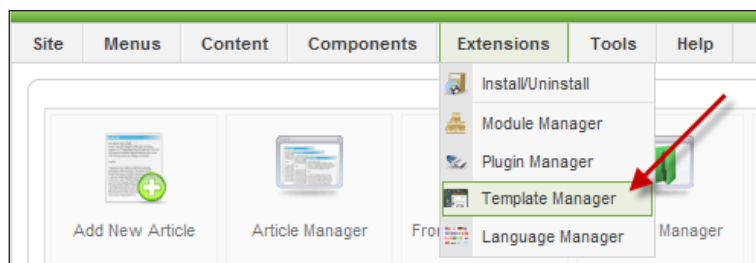 Site Menus Content Components Extensions Tools Help
Install/Uninstall
Module Manager
Plugin Manager
Template Manager
Language Manager
Add New Article Article Manager Manager